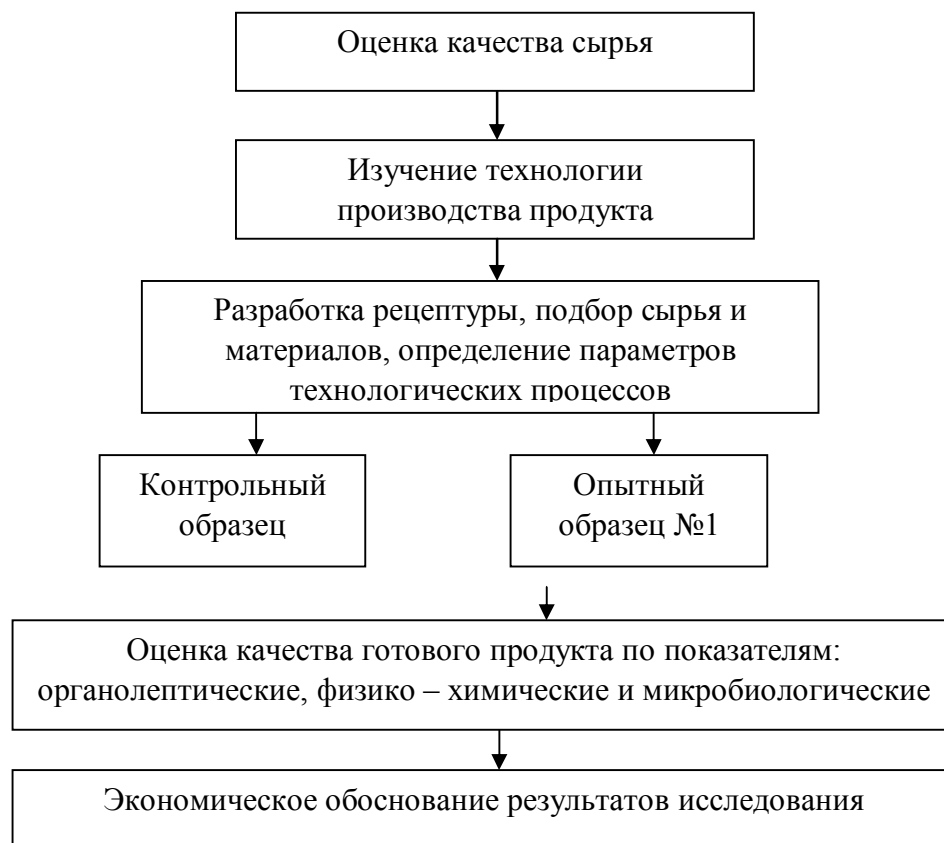 Оценка качества сырья
Изучение технологии
производства продукта
Разработка рецептуры, подбор сырья и
материалов, определение параметров
технологических процессов
Контрольный
образец
Опытный
образец №1
Оценка качества готового продукта по показателям:
органолептические, физико – химические и микробиологические
Экономическое обоснование результатов исследования